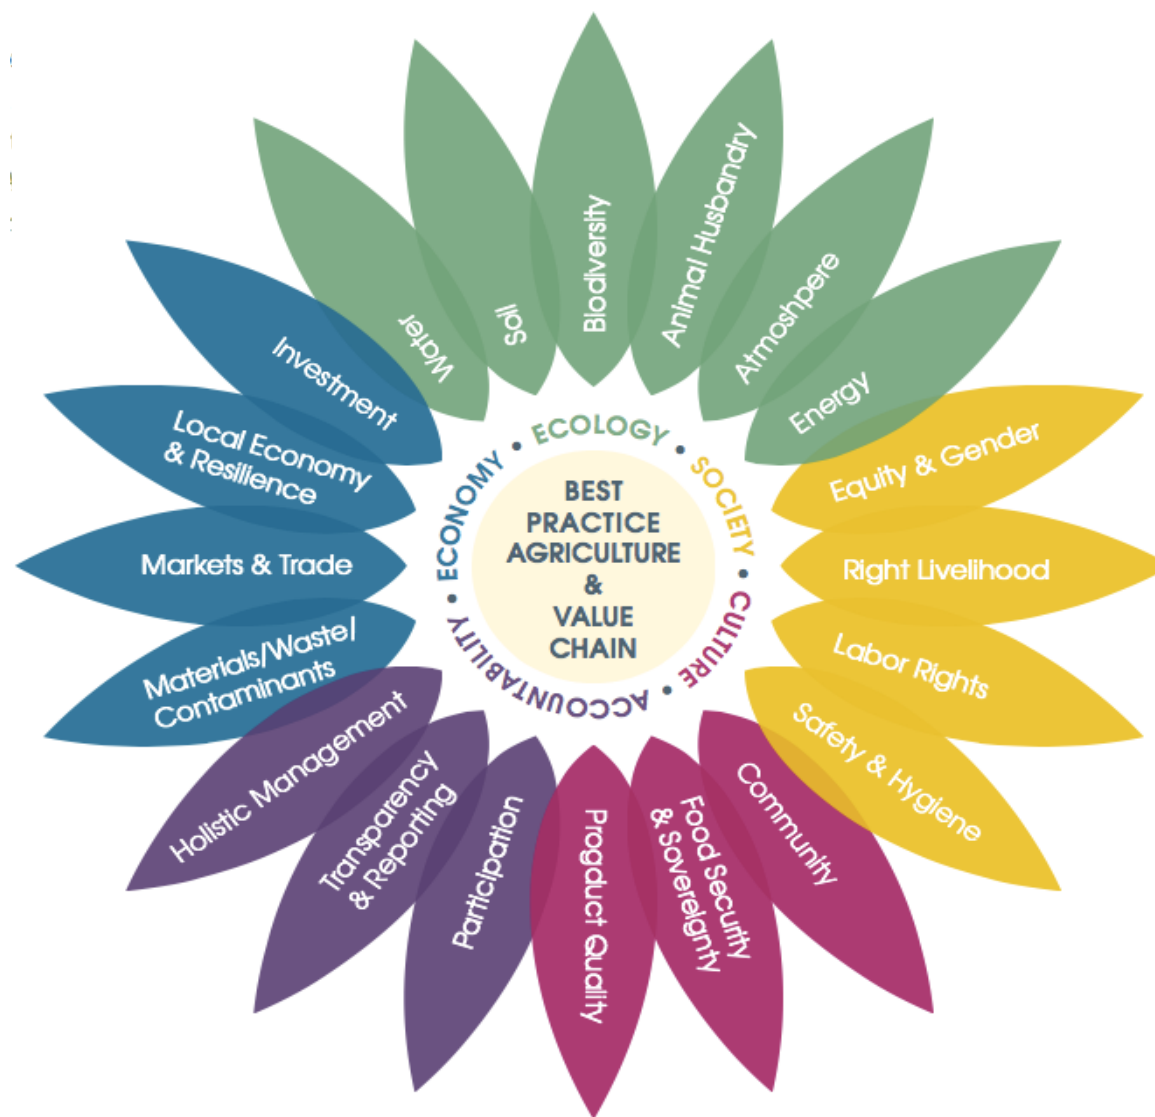 BEST
PRACTICE
AGRICULTURE
&
VALUE
CHAIN
ECOLOGY • SOCIETY • CULTURE • ACCOUNTABILITY • ECONOMY •
Water
Soil
Biodiversity
Animal Husbandry
Atmoshpere
Energy
Equity & Gender
Right Livelihood
Labor Rights
Safety & Hygiene
Community
Food Security
& Sovereignty
Progduct Quality
Participation
Transparency
& Reporting
Holistic Management
Materials/Waste/
Contaminants
Markets & Trade
Local Economy
& Resilience
Investment